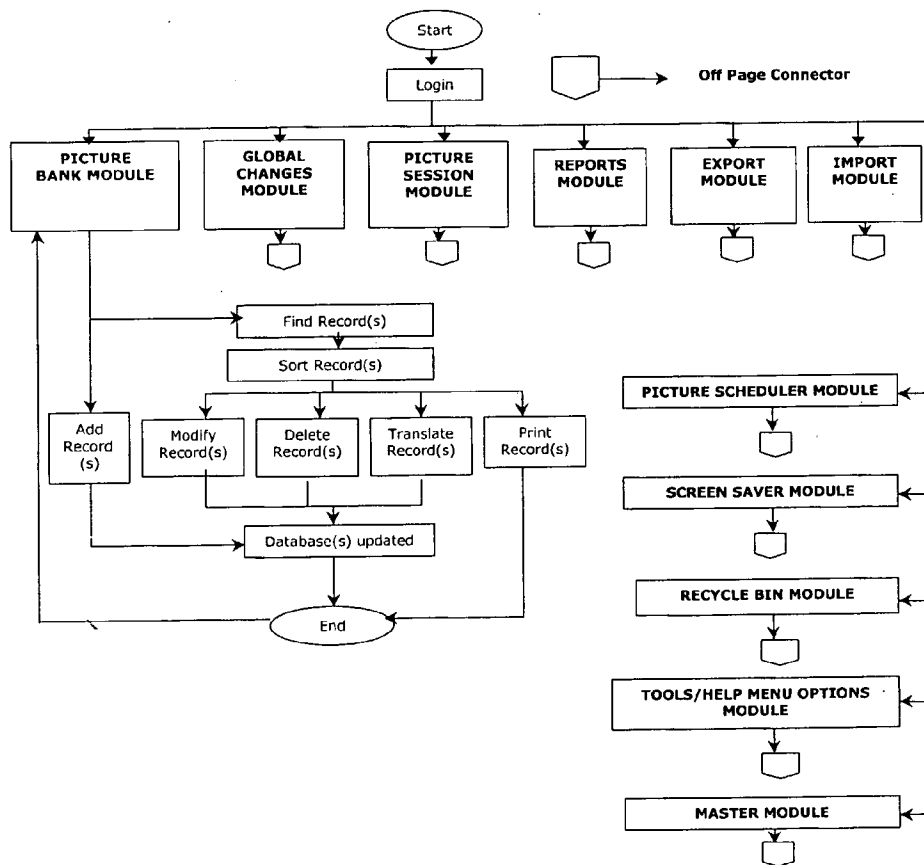 Start
Login
Off Page Connector
PICTURE
BANK MODULE
GLOBAL
CHANGES
MODULE
PICTURE
SESSION
MODULE
REPORTS
MODULE
EXPORT
MODULE
IMPORT
MODULE
Find Record(s)
Sort Record(s)
Add
Record
(s)
Modify
Record(s)
Delete
Record(s)
Translate
Record(s)
Print
Record(s)
Database(s) updated
End
PICTURE SCHEDULER MODULE
SCREEN SAVER MODULE
RECYCLE BIN MODULE
TOOLS/HELP MENU OPTIONS
MODULE
MASTER MODULE